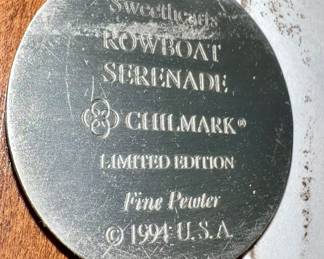 Sweethearts
ROWBOAT
SERENADE
CHILMARK®
LIMITED EDITION
Fine Pewter
© 1994 U.S.A.